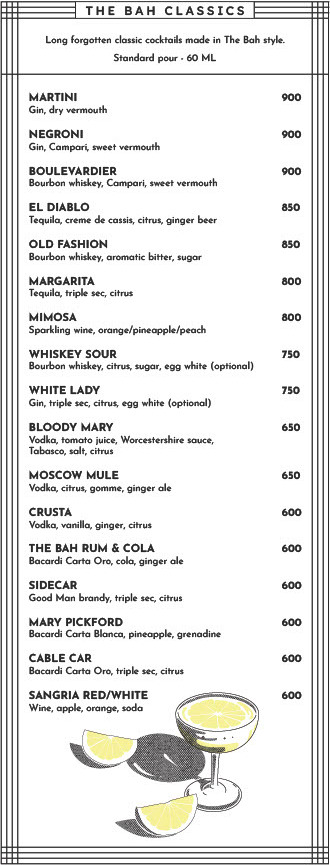 THE BAH CLASSICS
Long forgotten classic cocktails made in The Bah style.
Standard pour - 60 ML
MARTINI 900
Gin, dry vermouth
NEGRONI 900
Gin, Campari, sweet vermouth
BOULEVARDIER 900
Bourbon whiskey, Campari, sweet vermouth
EL DIABLO 850
Tequila, creme de cassis, citrus, ginger beer
OLD FASHION 850
Bourbon whiskey, aromatic bitter, sugar
MARGARITA 800
Tequila, triple sec, citrus
MIMOSA 800
Sparkling wine, orange/pineapple/peach
WHISKEY SOUR 750
Bourbon whiskey, citrus, sugar, egg white (optional)
WHITE LADY 750
Gin, triple sec, citrus, egg white (optional)
BLOODY MARY 650
Vodka, tomato juice, Worcestershire sauce,
Tabasco, salt, citrus
MOSCOW MULE 650
Vodka, citrus, gomme, ginger ale
CRUSTA 600
Vodka, vanilla, ginger, citrus
THE BAH RUM & COLA 600
Bacardi Carta Oro, cola, ginger ale
SIDECAR 600
Good Man brandy, triple sec, citrus
MARY PICKFORD 600
Bacardi Carta Blanca, pineapple, grenadine
CABLE CAR 600
Bacardi Carta Oro, triple sec, citrus
SANGRIA RED/WHITE 600
Wine, apple, orange, soda